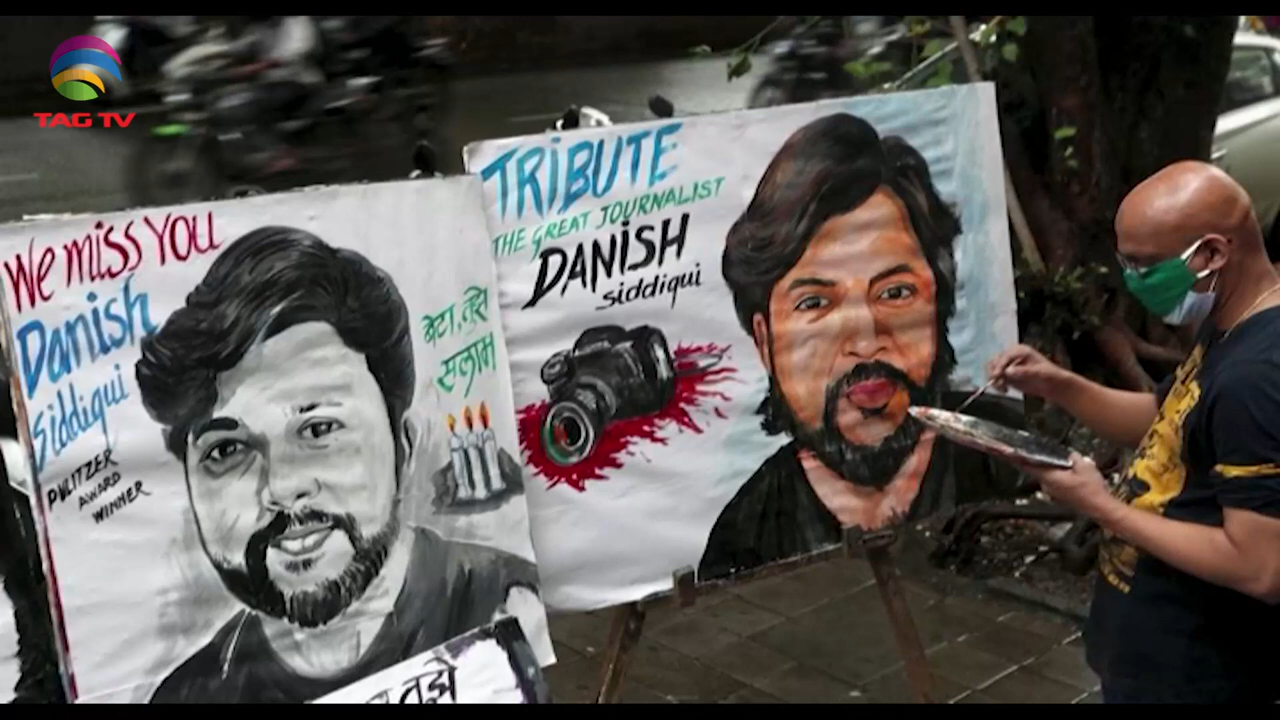 TAG TV
We miss YOU
Danish
Siddiqui
PULITZER
AWARD
WINNER
बेटा, तुझे
सलाम
TRIBUTE
THE GREAT JOURNALIST
DANISH
siddiqui
तुझे